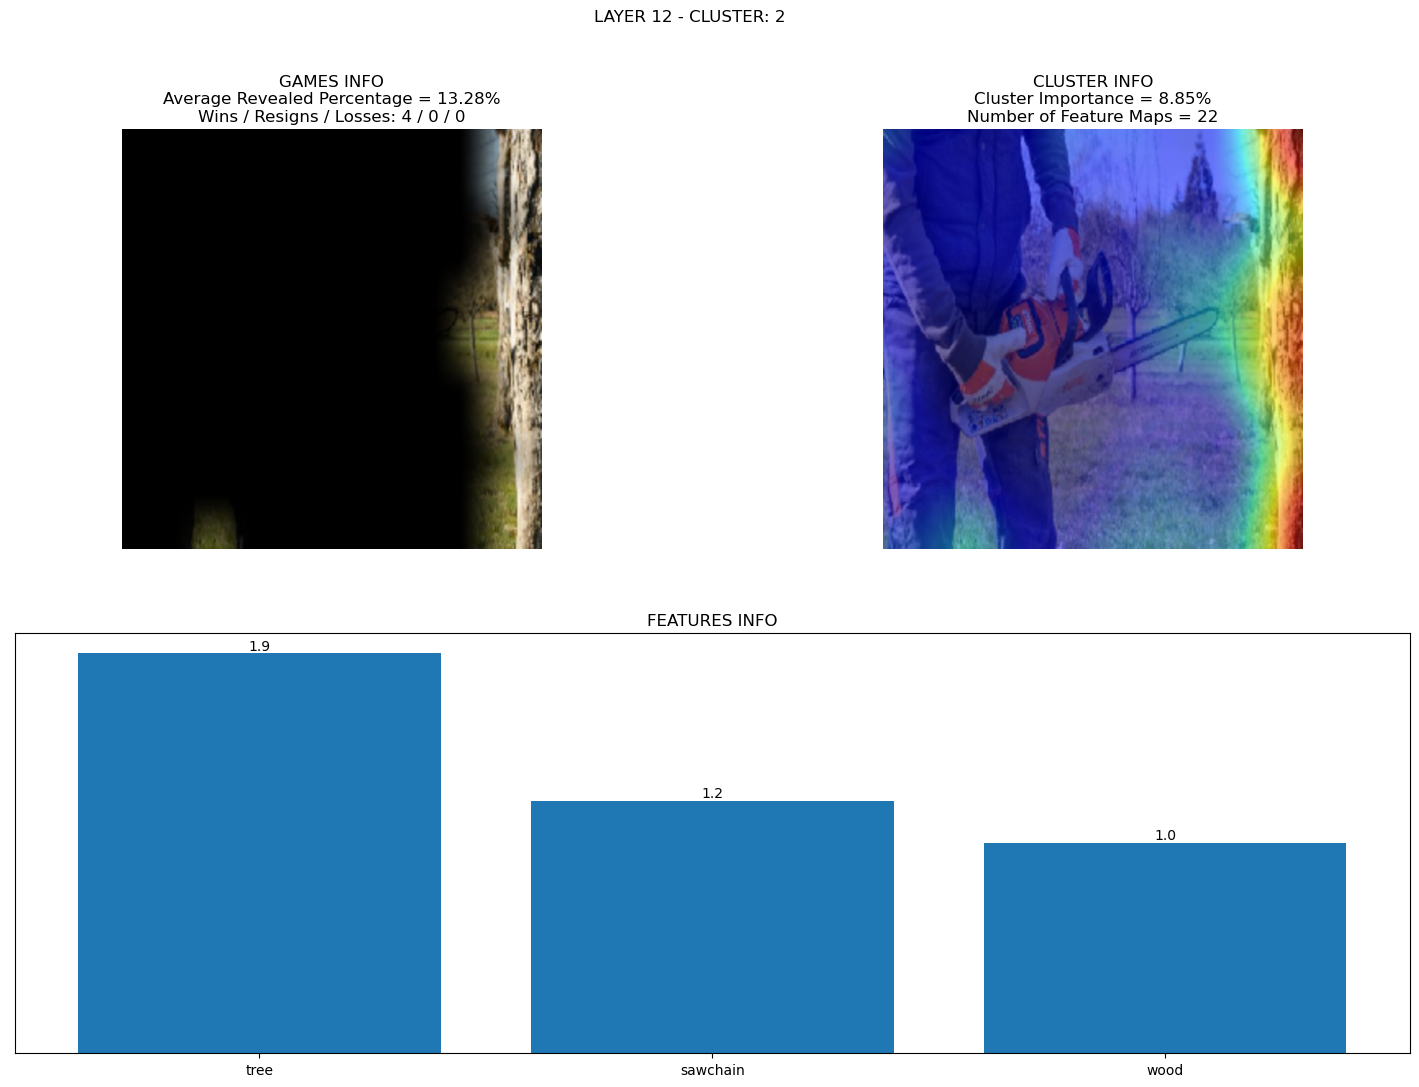 LAYER 12 - CLUSTER: 2
GAMES INFO
Average Revealed Percentage = 13.28%
Wins / Resigns / Losses: 4 / 0 / 0
CLUSTER INFO
Cluster Importance = 8.85%
Number of Feature Maps = 22
FEATURES INFO
1.9
1.2
1.0
tree
sawchain
wood